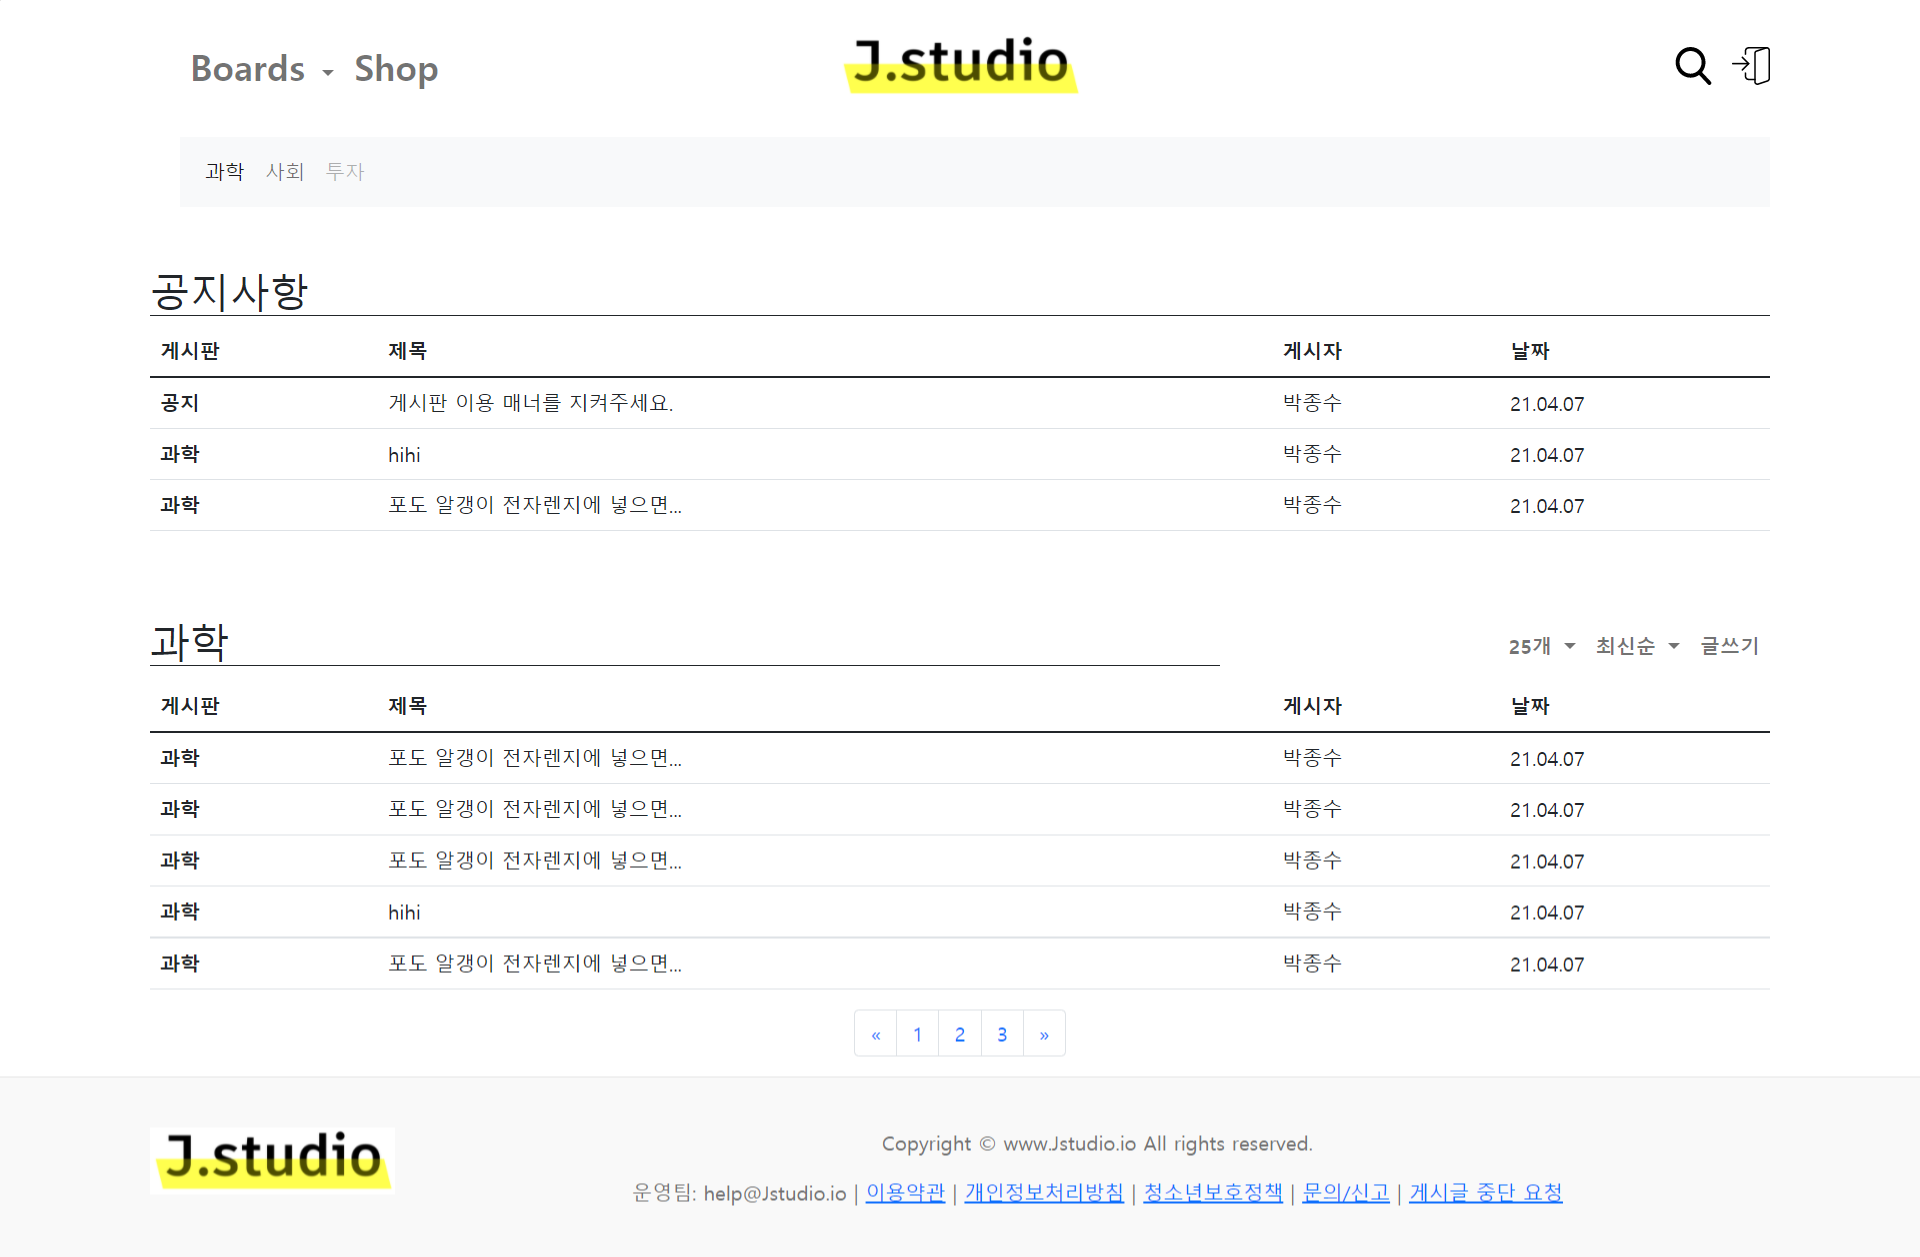 Boards Shop
J.studio
과학 사회 투자
공지사항
게시판 제목 게시자 날짜
공지 게시판 이용 매너를 지켜주세요. 박종수 21.04.07
과학 hihi 박종수 21.04.07
과학 포도 알갱이 전자렌지에 넣으면... 박종수 21.04.07
과학
25개 최신순 글쓰기
게시판 제목 게시자 날짜
과학 포도 알갱이 전자렌지에 넣으면... 박종수 21.04.07
과학 포도 알갱이 전자렌지에 넣으면... 박종수 21.04.07
과학 포도 알갱이 전자렌지에 넣으면... 박종수 21.04.07
과학 hihi 박종수 21.04.07
과학 포도 알갱이 전자렌지에 넣으면... 박종수 21.04.07
« 1 2 3 »
J.studio
Copyright © www.Jstudio.io All rights reserved.
운영팀: help@Jstudio.io | 이용약관 | 개인정보처리방침 | 청소년보호정책 | 문의/신고 | 게시글 중단 요청